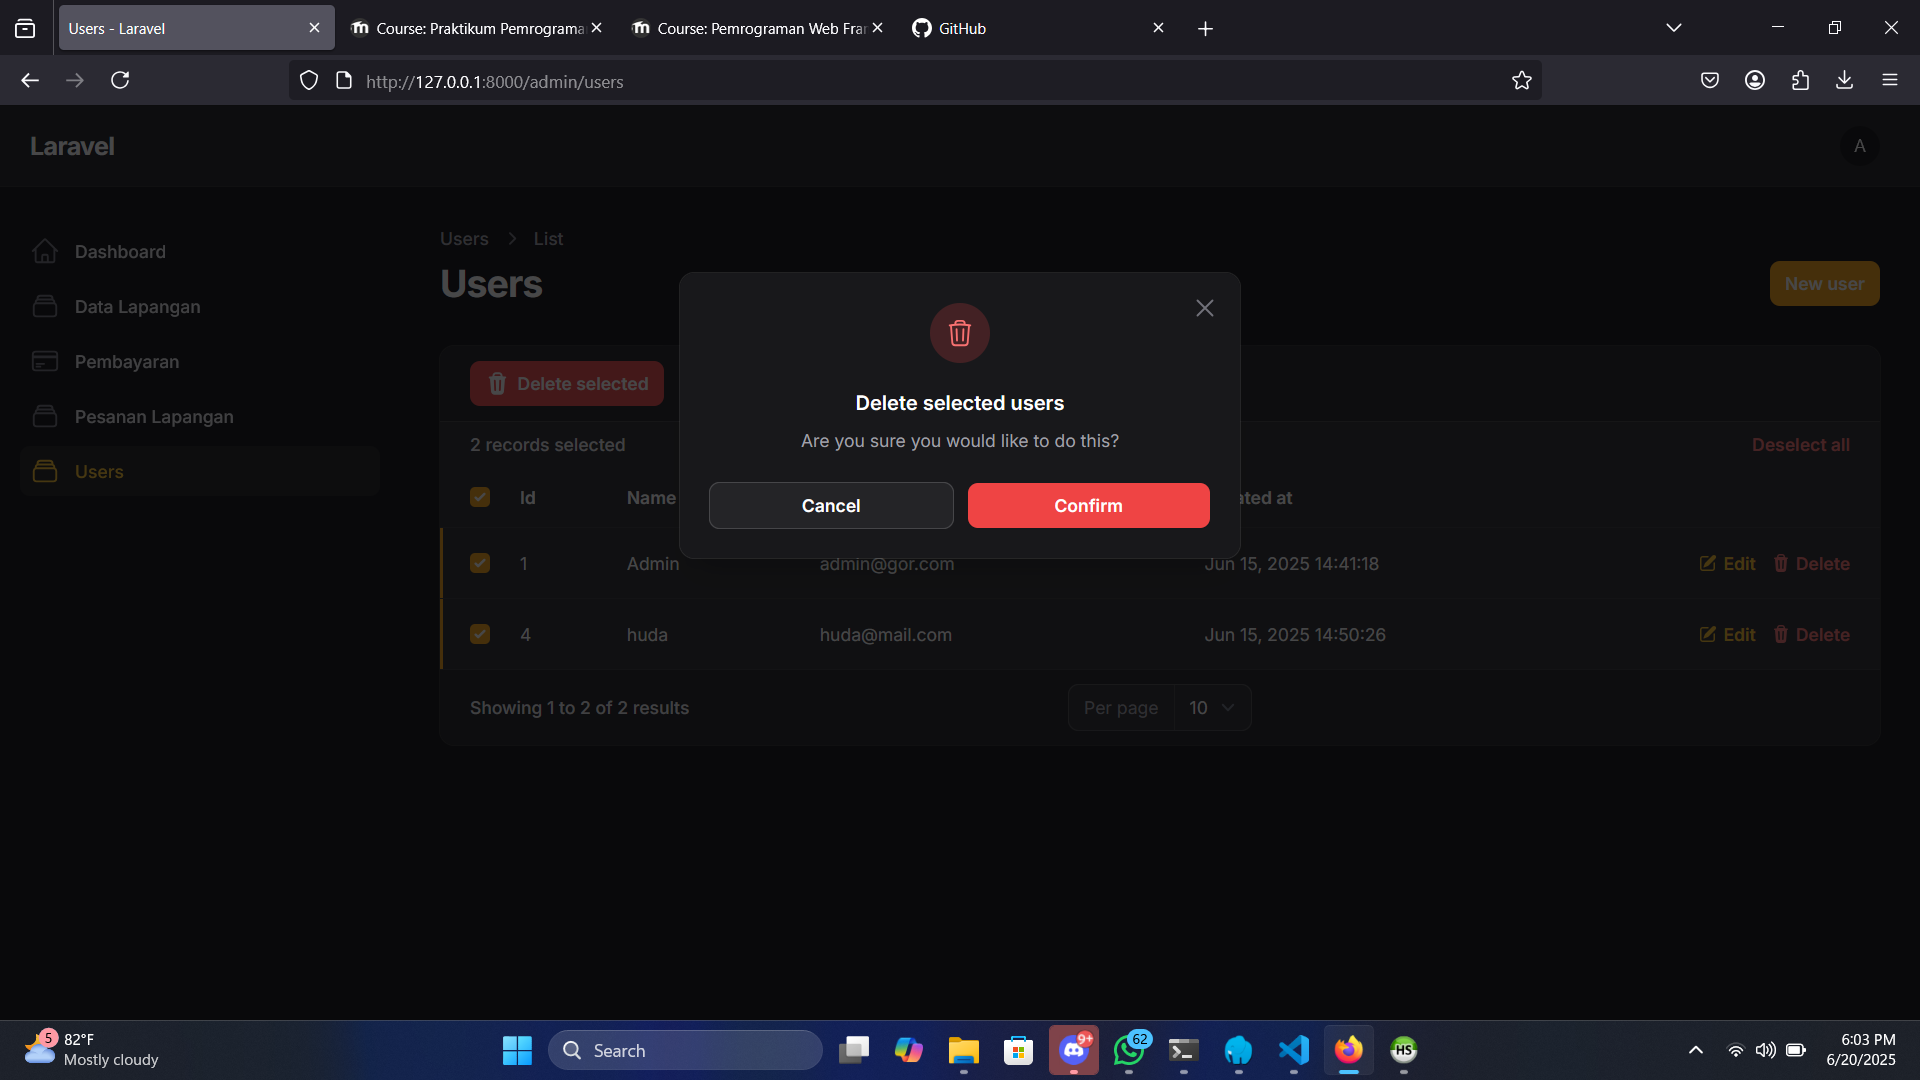 Users - Laravel
Course: Praktikum Pemrograma
Course: Pemrograman Web Fra
GitHub
http://127.0.0.1:8000/admin/users
Laravel
A
Dashboard
Data Lapangan
Pembayaran
Pesanan Lapangan
Users
Users > List
Users
New user
Delete selected
2 records selected
Deselect all
Delete selected users
Are you sure you would like to do this?
Cancel
Confirm
Id Name ated at
1 Admin admin@gor.com Jun 15, 2025 14:41:18 Edit Delete
4 huda huda@mail.com Jun 15, 2025 14:50:26 Edit Delete
Showing 1 to 2 of 2 results
Per page 10
5
82°F
Mostly cloudy
Search
9+
62
HS
6:03 PM
6/20/2025